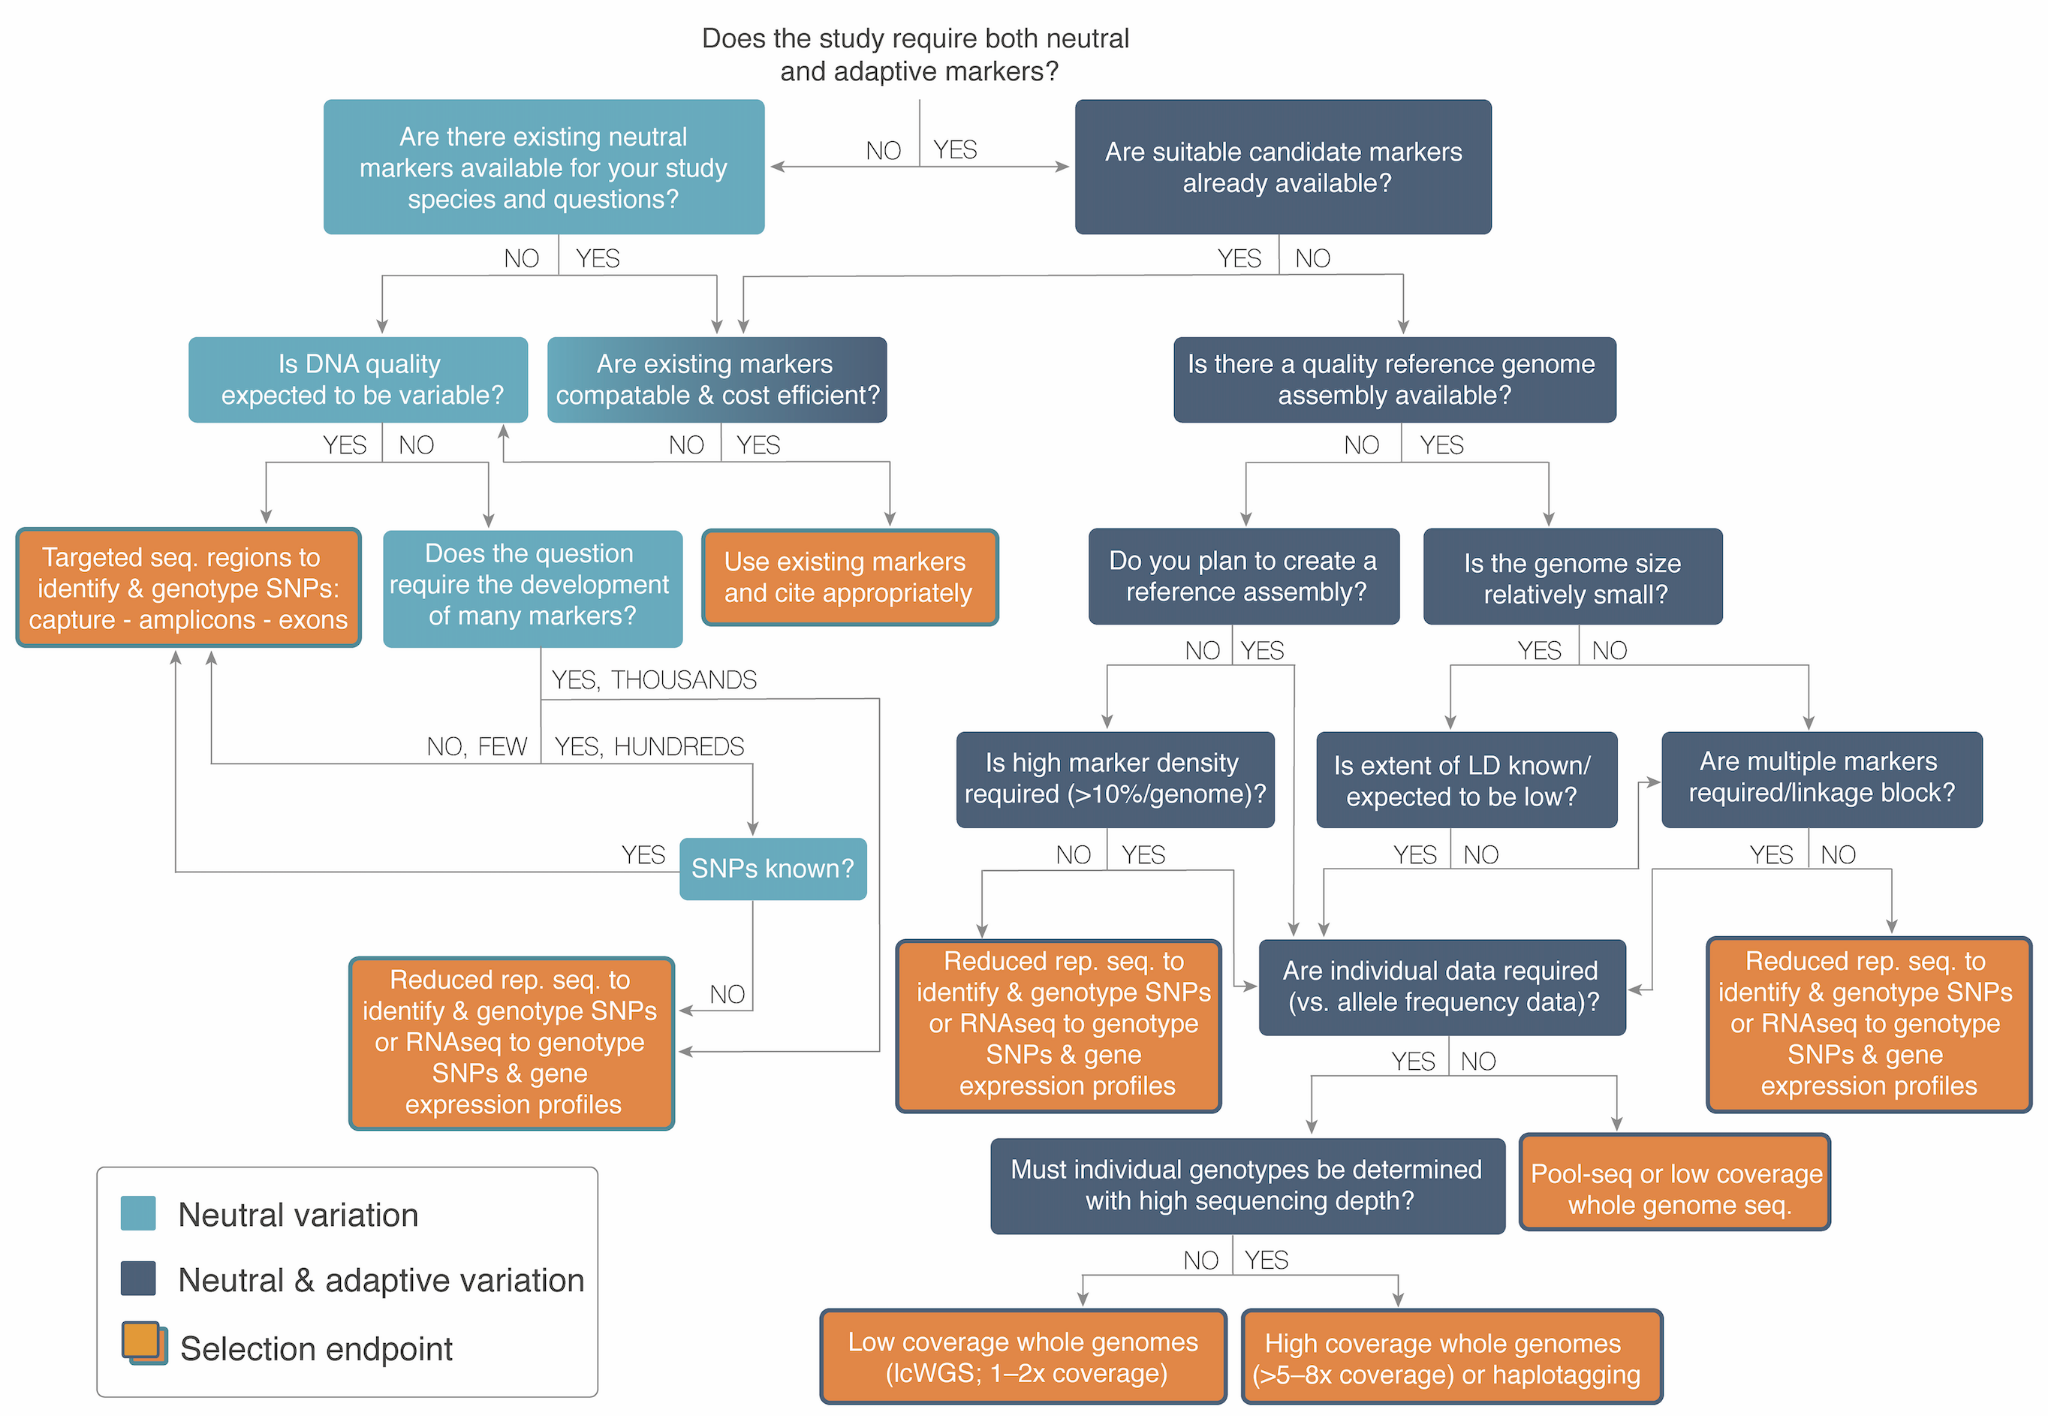 Does the study require both neutral
and adaptive markers?
NO
YES
Are there existing neutral
markers available for your study
species and questions?
Are suitable candidate markers
already available?
NO
YES
YES
NO
Is DNA quality
expected to be variable?
Are existing markers
compatable & cost efficient?
Is there a quality reference genome
assembly available?
YES
NO
NO
YES
NO
YES
Targeted seq. regions to
identify & genotype SNPs:
capture - amplicons - exons
Does the question
require the development
of many markers?
Use existing markers
and cite appropriately
Do you plan to create a
reference assembly?
Is the genome size
relatively small?
NO
YES
YES
NO
YES, THOUSANDS
NO, FEW
YES, HUNDREDS
Is high marker density
required (>10%/genome)?
Is extent of LD known/
expected to be low?
Are multiple markers
required/linkage block?
YES
SNPs known?
NO
YES
YES
NO
YES
NO
NO
Reduced rep. seq. to
identify & genotype SNPs
or RNAseq to genotype
SNPs & gene
expression profiles
Reduced rep. seq. to
identify & genotype SNPs
or RNAseq to genotype
SNPs & gene
expression profiles
Are individual data required
(vs. allele frequency data)?
Reduced rep. seq. to
identify & genotype SNPs
or RNAseq to genotype
SNPs & gene
expression profiles
YES
NO
Must individual genotypes be determined
with high sequencing depth?
Pool-seq or low coverage
whole genome seq.
NO
YES
Low coverage whole genomes
(lcWGS; 1–2x coverage)
High coverage whole genomes
(>5–8x coverage) or haplotagging
Neutral variation
Neutral & adaptive variation
Selection endpoint